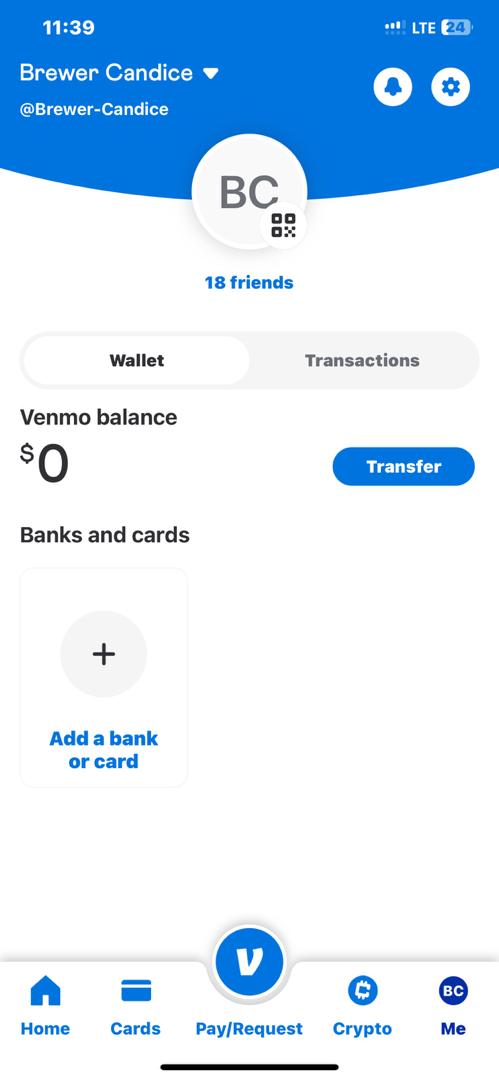 11:39
LTE 24
Brewer Candice
@Brewer-Candice
BC
18 friends
Wallet
Transactions
Venmo balance
$0
Transfer
Banks and cards
+
Add a bank
or card
V
Home
Cards
Pay/Request
Crypto
BC
Me